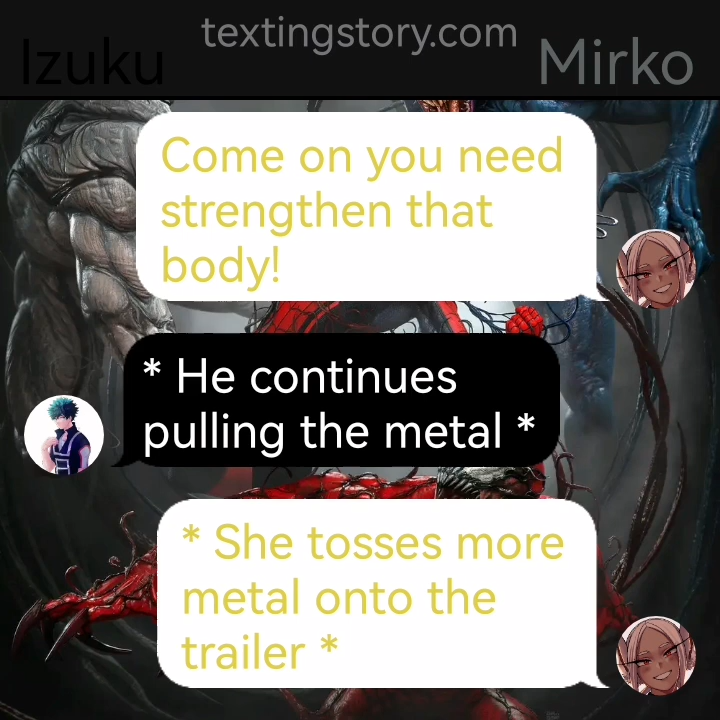 textingstory.com
Izuku
Mirko
Come on you need
strengthen that
body!
* He continues
pulling the metal *
* She tosses more
metal onto the
trailer *